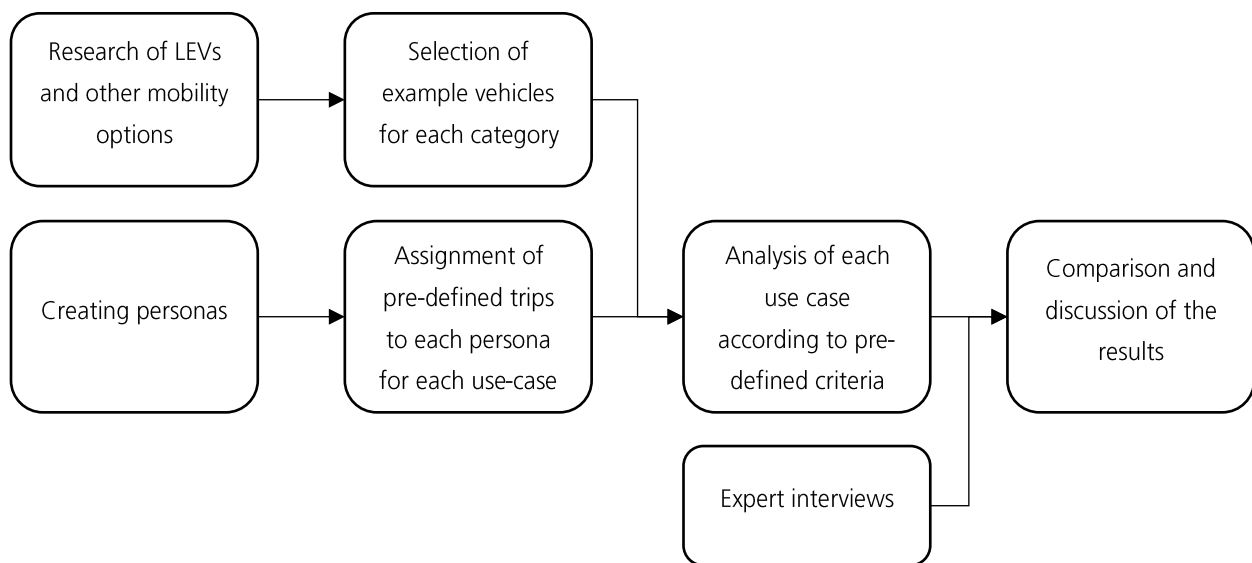 Research of LEVs
and other mobility
options
Selection of
example vehicles
for each category
Creating personas
Assignment of
pre-defined trips
to each persona
for each use-case
Analysis of each
use case
according to pre-
defined criteria
Comparison and
discussion of the
results
Expert interviews